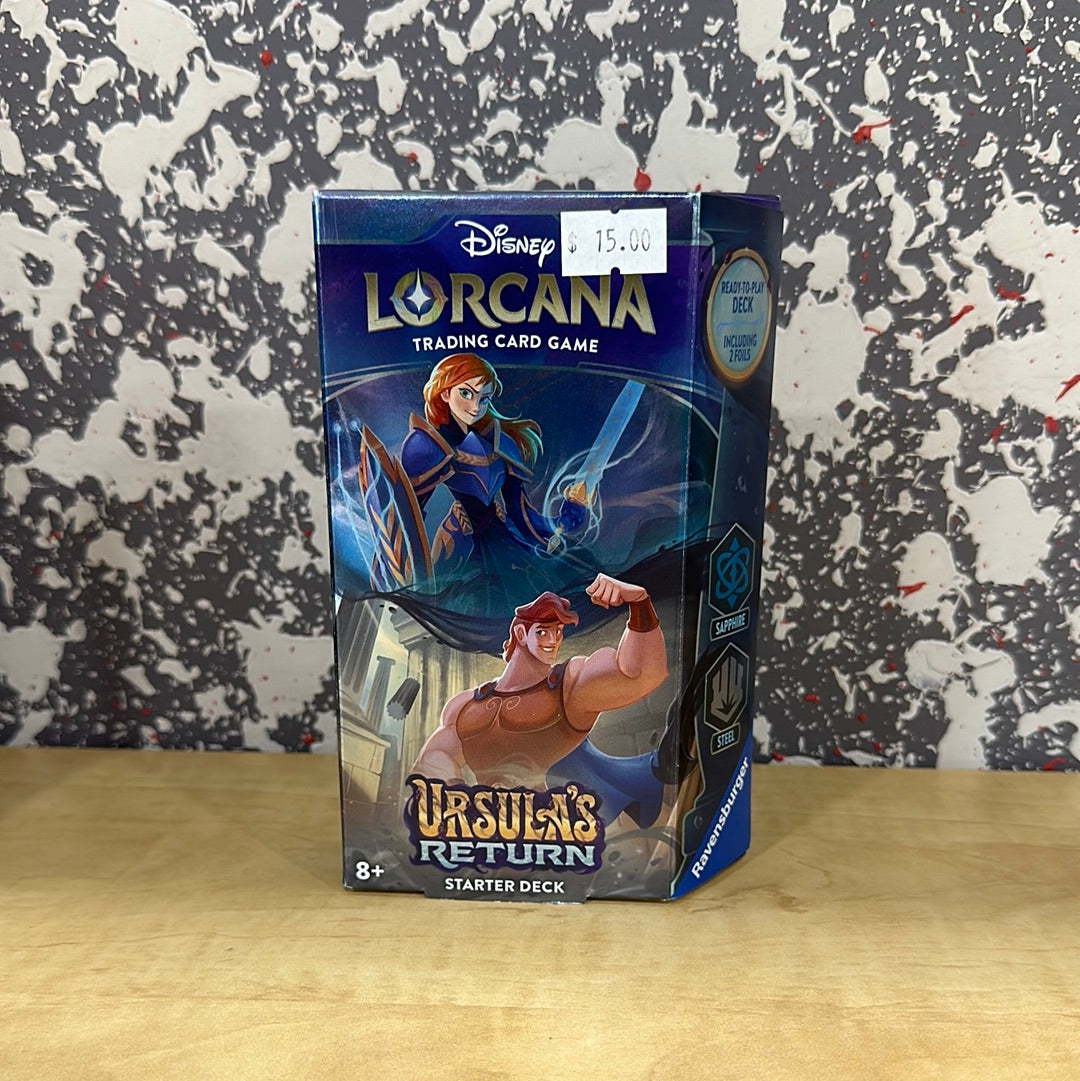 Disney
$ 15.00
LORCANA
TRADING CARD GAME
READY-TO-PLAY
DECK
INCLUDING
2 FOILS
SAPPHIRE
STEEL
URSULA'S
RETURN
8+
STARTER DECK
Ravensburger